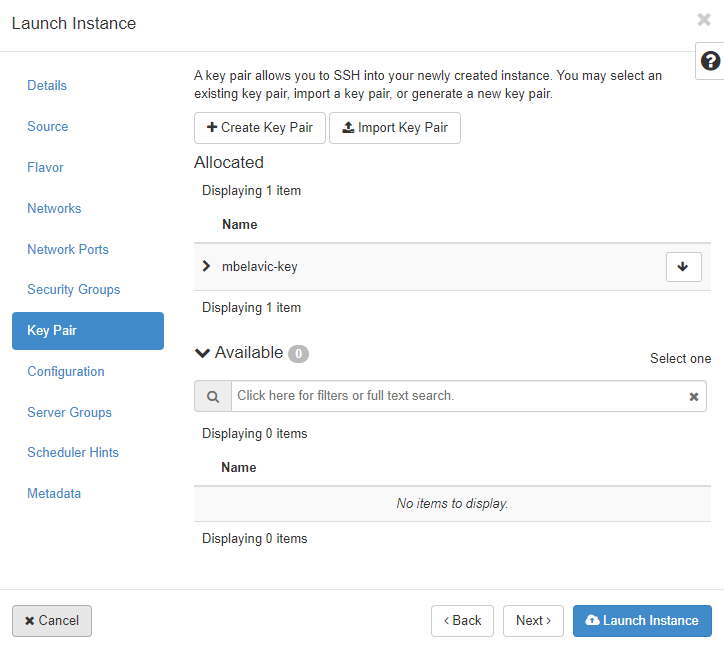 Launch Instance
Details
Source
Flavor
Networks
Network Ports
Security Groups
Key Pair
Configuration
Server Groups
Scheduler Hints
Metadata
A key pair allows you to SSH into your newly created instance. You may select an
existing key pair, import a key pair, or generate a new key pair.
Create Key Pair
Import Key Pair
Allocated
Displaying 1 item
Name
mbelavic-key
Displaying 1 item
Available 0
Select one
Click here for filters or full text search.
Displaying 0 items
Name
No items to display.
Displaying 0 items
Cancel
‹ Back
Next ›
Launch Instance